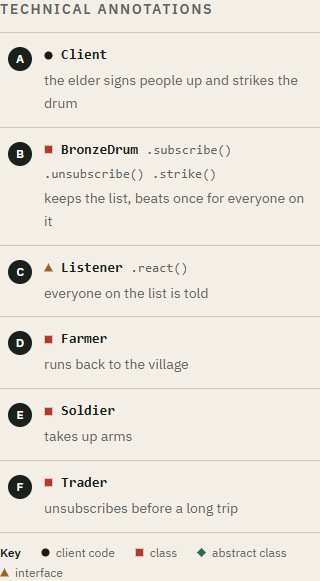 TECHNICAL ANNOTATIONS
A Client
the elder signs people up and strikes the
drum
B BronzeDrum .subscribe()
.unsubscribe() .strike()
keeps the list, beats once for everyone on
it
C Listener .react()
everyone on the list is told
D Farmer
runs back to the village
E Soldier
takes up arms
F Trader
unsubscribes before a long trip
Key client code class abstract class
interface